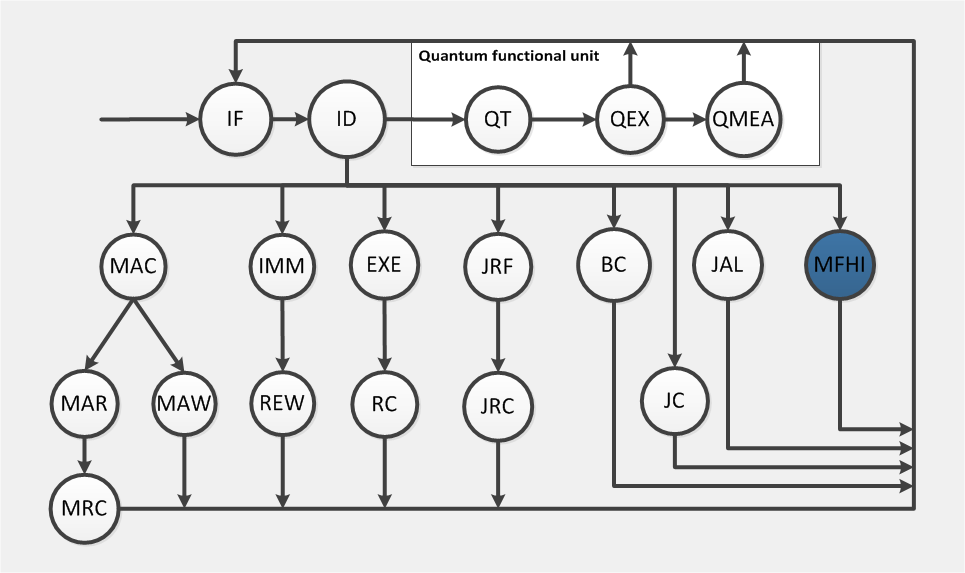 Quantum functional unit
IF
ID
QT
QEX
QMEA
MAC
IMM
EXE
JRF
BC
JAL
MFHI
MAR
MAW
REW
RC
JRC
JC
MRC